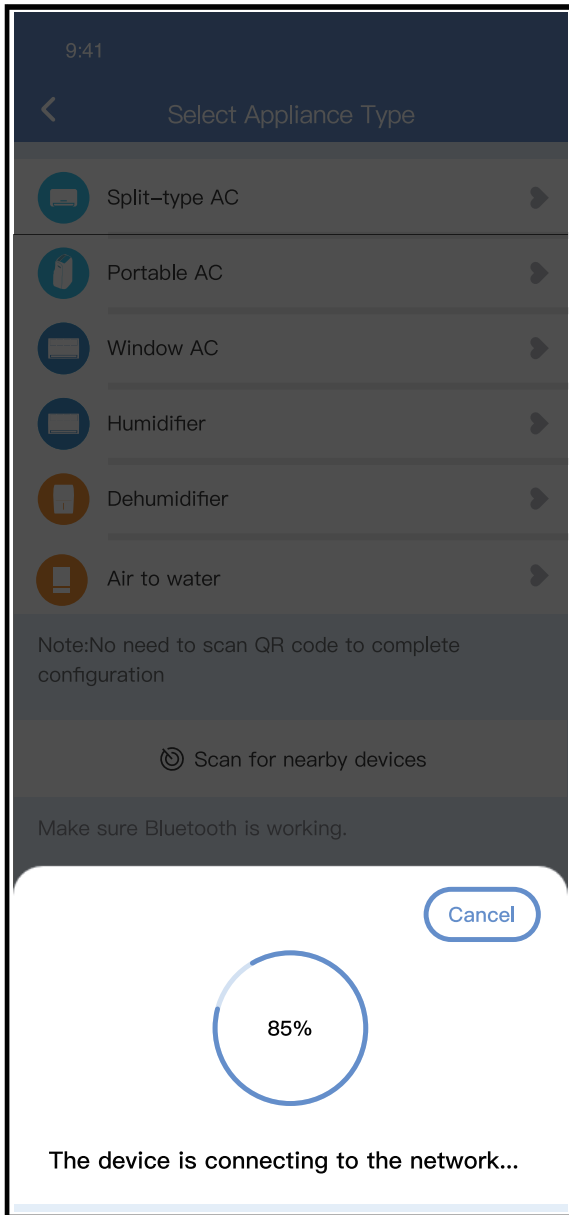 9:41
Select Appliance Type
Split-type AC
Portable AC
Window AC
Humidifier
Dehumidifier
Air to water
Note:No need to scan QR code to complete
configuration
Scan for nearby devices
Make sure Bluetooth is working.
Cancel
85%
The device is connecting to the network...